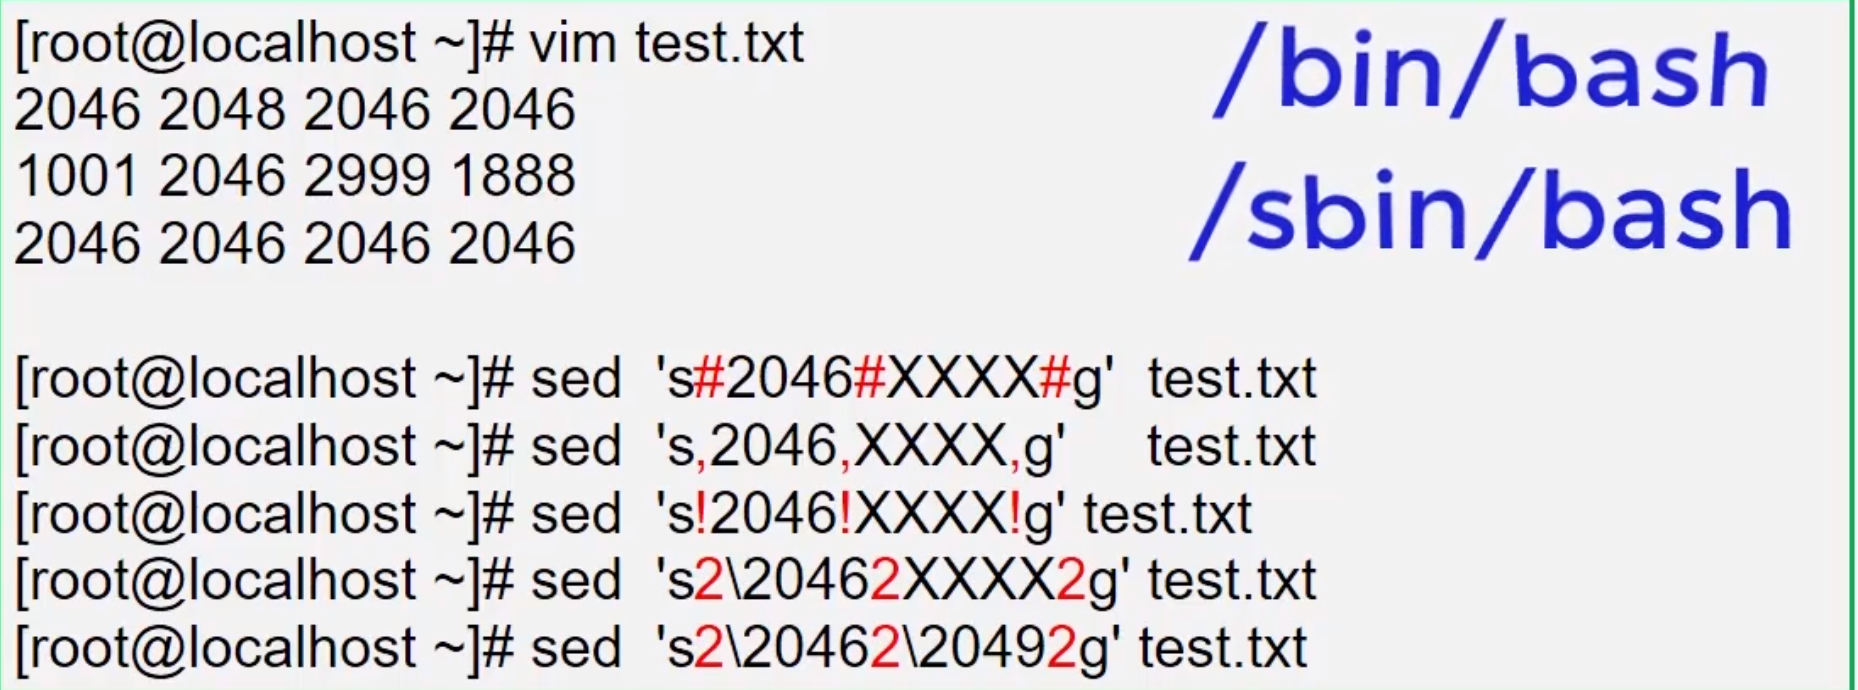 [root@localhost ~]# vim test.txt
2046 2048 2046 2046
1001 2046 2999 1888
2046 2046 2046 2046
/bin/bash
/sbin/bash
[root@localhost ~]# sed 's#2046#XXXX#g' test.txt
[root@localhost ~]# sed 's,2046,XXXX,g' test.txt
[root@localhost ~]# sed 's!2046!XXXX!g' test.txt
[root@localhost ~]# sed 's2\20462XXXX2g' test.txt
[root@localhost ~]# sed 's2\20462\20492g' test.txt